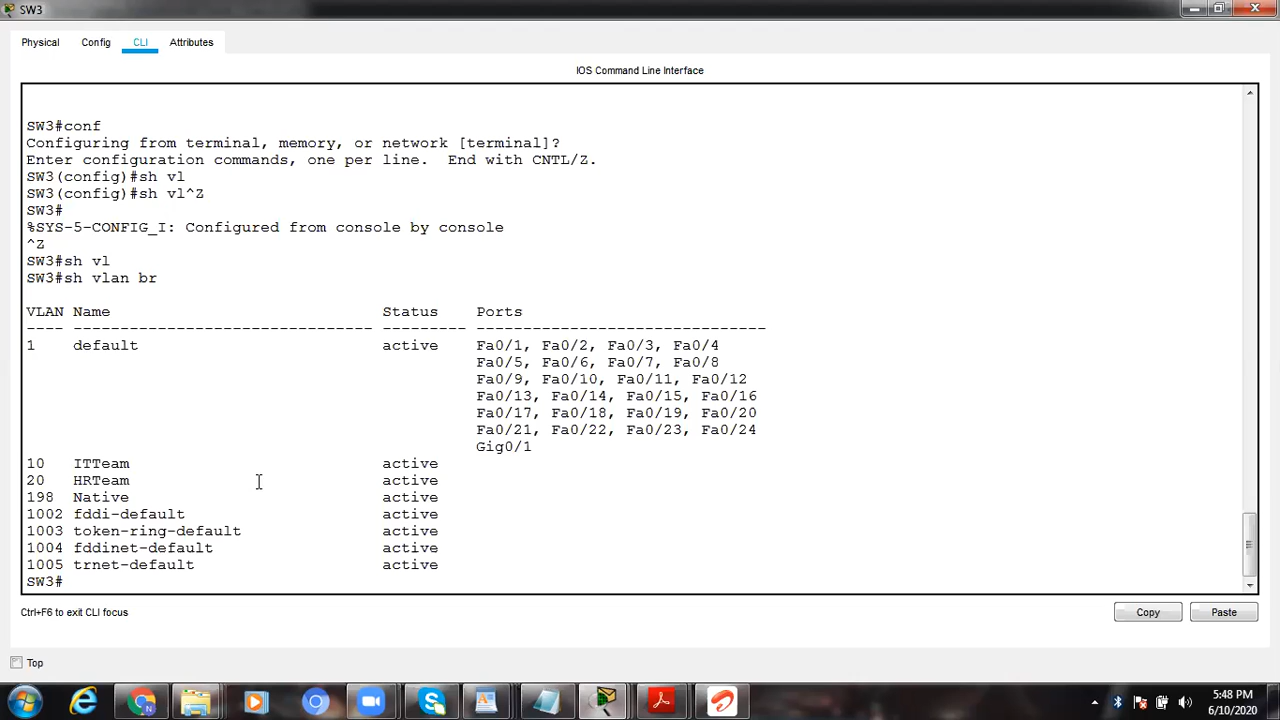 SW3
Physical Config CLI Attributes
IOS Command Line Interface
SW3#conf
Configuring from terminal, memory, or network [terminal]?
Enter configuration commands, one per line.  End with CNTL/Z.
SW3(config)#sh vl
SW3(config)#sh vl^Z
SW3#
%SYS-5-CONFIG_I: Configured from console by console
^Z
SW3#sh vl
SW3#sh vlan br
VLAN Name                             Status    Ports
---- -------------------------------- --------- -------------------------------
1    default                          active    Fa0/1, Fa0/2, Fa0/3, Fa0/4
                                                Fa0/5, Fa0/6, Fa0/7, Fa0/8
                                                Fa0/9, Fa0/10, Fa0/11, Fa0/12
                                                Fa0/13, Fa0/14, Fa0/15, Fa0/16
                                                Fa0/17, Fa0/18, Fa0/19, Fa0/20
                                                Fa0/21, Fa0/22, Fa0/23, Fa0/24
                                                Gig0/1
10   ITTeam                           active
20   HRTeam                           active
198  Native                           active
1002 fddi-default                     active
1003 token-ring-default               active
1004 fddinet-default                  active
1005 trnet-default                    active
SW3#
Ctrl+F6 to exit CLI focus
Copy Paste
Top
5:48 PM
6/10/2020